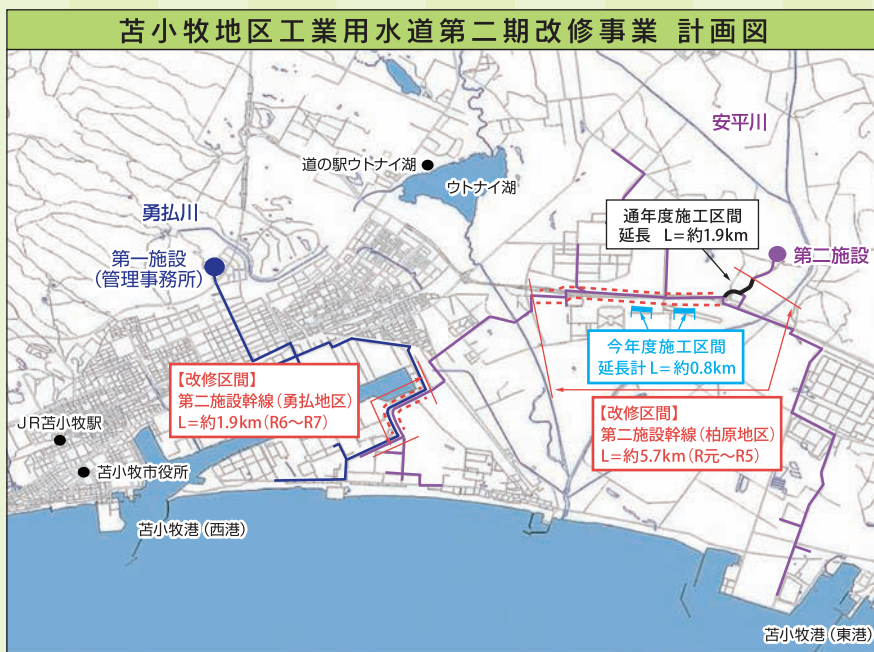 苫小牧地区工業用水道第二期改修事業 計画図
安平川
道の駅ウトナイ湖
ウトナイ湖
勇払川
通年度施工区間
延長 L=約1.9km
第一施設
(管理事務所)
第二施設
今年度施工区間
延長計 L=約0.8km
【改修区間】
第二施設幹線(勇払地区)
L=約1.9km(R6〜R7)
【改修区間】
第二施設幹線(柏原地区)
L=約5.7km(R元〜R5)
JR苫小牧駅
苫小牧市役所
苫小牧港(西港)
苫小牧港(東港)